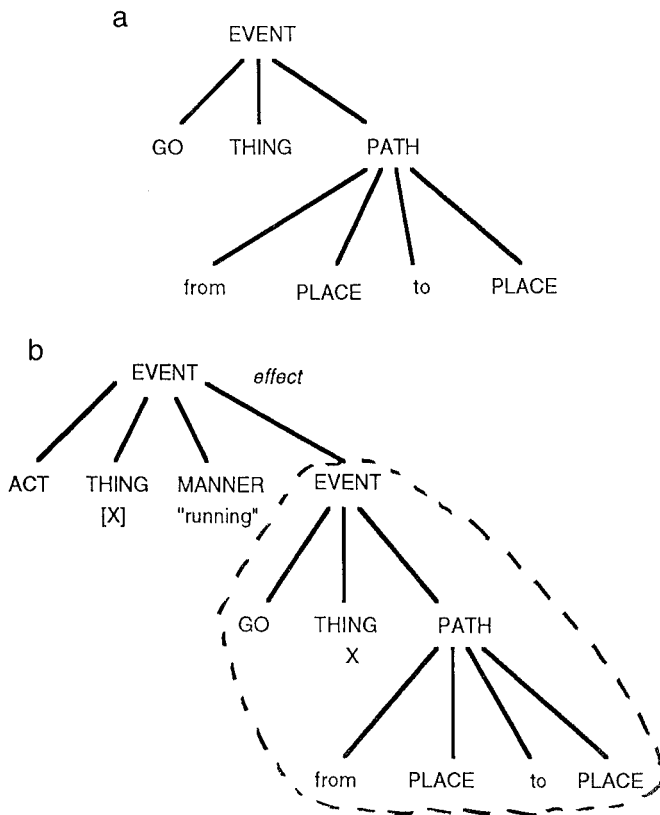 a
EVENT
GO THING PATH
from PLACE to PLACE
b
EVENT effect
ACT THING MANNER EVENT
[X] "running"
GO THING PATH
X
from PLACE to PLACE